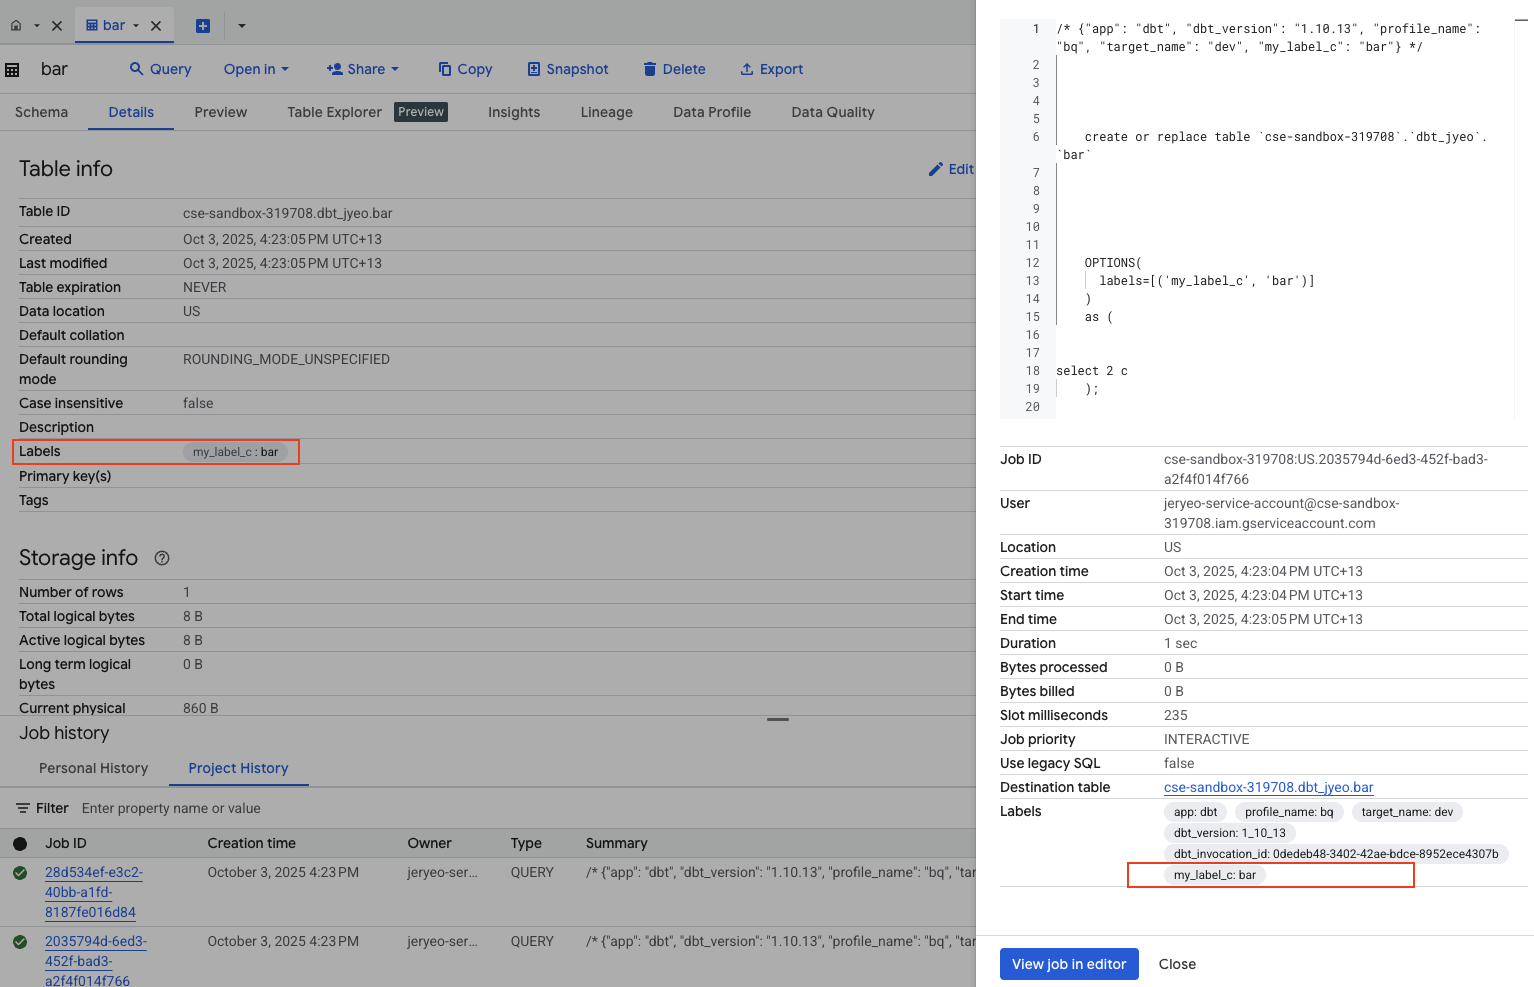 bar
bar
Query
Open in
Share
Copy
Snapshot
Delete
Export
Schema
Details
Preview
Table Explorer
Preview
Insights
Lineage
Data Profile
Data Quality
Table info
Edit
Table ID cse-sandbox-319708.dbt_jyeo.bar
Created Oct 3, 2025, 4:23:05 PM UTC+13
Last modified Oct 3, 2025, 4:23:05 PM UTC+13
Table expiration NEVER
Data location US
Default collation
Default rounding mode ROUNDING_MODE_UNSPECIFIED
Case insensitive false
Description
Labels my_label_c : bar
Primary key(s)
Tags
Storage info
Number of rows 1
Total logical bytes 8 B
Active logical bytes 8 B
Long term logical bytes 0 B
Current physical 860 B
Job history
Personal History
Project History
Filter Enter property name or value
Job ID Creation time Owner Type Summary
28d534ef-e3c2-
40bb-a1fd-
8187fe016d84
October 3, 2025 4:23 PM jeryeo-ser... QUERY /* {"app": "dbt", "dbt_version": "1.10.13", "profile_name": "bq", "tar
2035794d-6ed3-
452f-bad3-
a2f4f014f766
October 3, 2025 4:23 PM jeryeo-ser... QUERY /* {"app": "dbt", "dbt_version": "1.10.13", "profile_name": "bq", "tar
1 /* {"app": "dbt", "dbt_version": "1.10.13", "profile_name":
"bq", "target_name": "dev", "my_label_c": "bar"} */
2
3
4
5
6 create or replace table `cse-sandbox-319708`.`dbt_jyeo`.
`bar`
7
8
9
10
11
12 OPTIONS(
13 labels=[('my_label_c', 'bar')]
14 )
15 as (
16
17
18 select 2 c
19 );
20
Job ID cse-sandbox-319708:US.2035794d-6ed3-452f-bad3-
a2f4f014f766
User jeryeo-service-account@cse-sandbox-
319708.iam.gserviceaccount.com
Location US
Creation time Oct 3, 2025, 4:23:04 PM UTC+13
Start time Oct 3, 2025, 4:23:04 PM UTC+13
End time Oct 3, 2025, 4:23:05 PM UTC+13
Duration 1 sec
Bytes processed 0 B
Bytes billed 0 B
Slot milliseconds 235
Job priority INTERACTIVE
Use legacy SQL false
Destination table cse-sandbox-319708.dbt_jyeo.bar
Labels app: dbt profile_name: bq target_name: dev
dbt_version: 1_10_13
dbt_invocation_id: 0dedeb48-3402-42ae-bdce-8952ece4307b
my_label_c: bar
View job in editor
Close